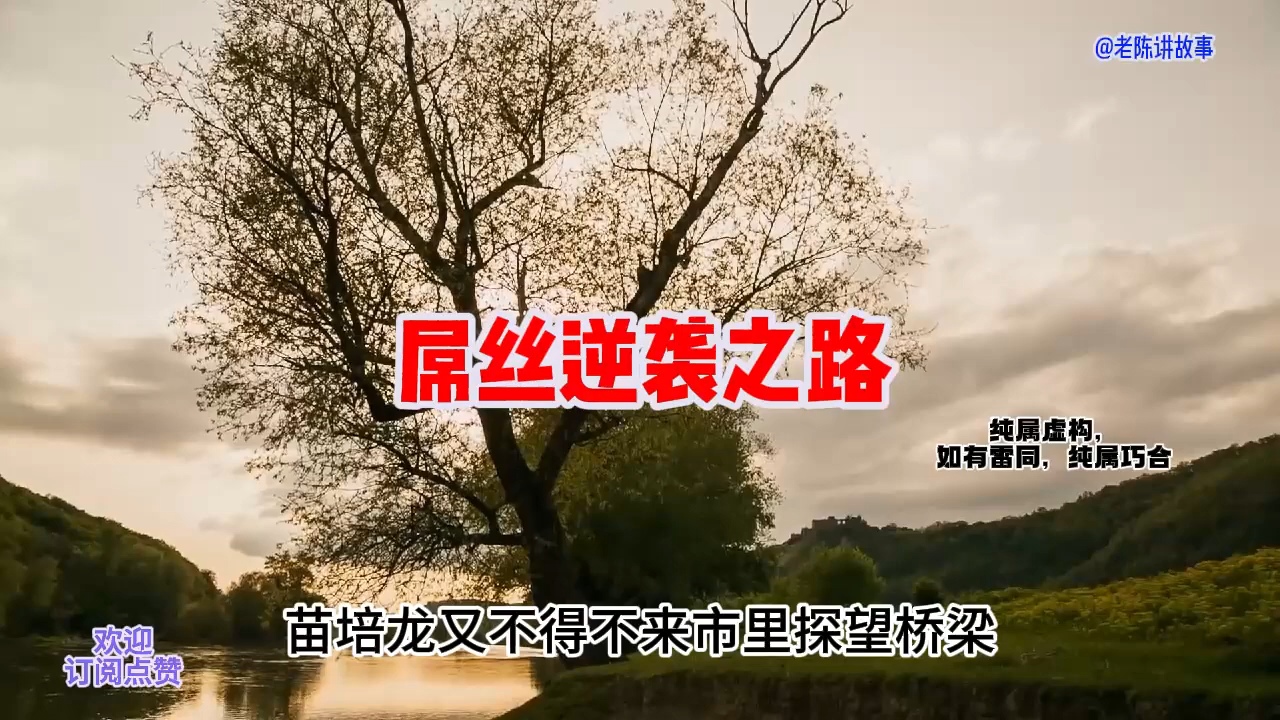 @老陈讲故事
屌丝逆袭之路
纯属虚构，
如有雷同，纯属巧合
苗培龙又不得不来市里探望桥梁
欢迎
订阅点赞